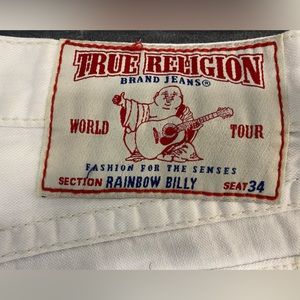 TRUE RELIGION
BRAND JEANS®
WORLD TOUR
FASHION FOR THE SENSES
SECTION RAINBOW BILLY SEAT 34